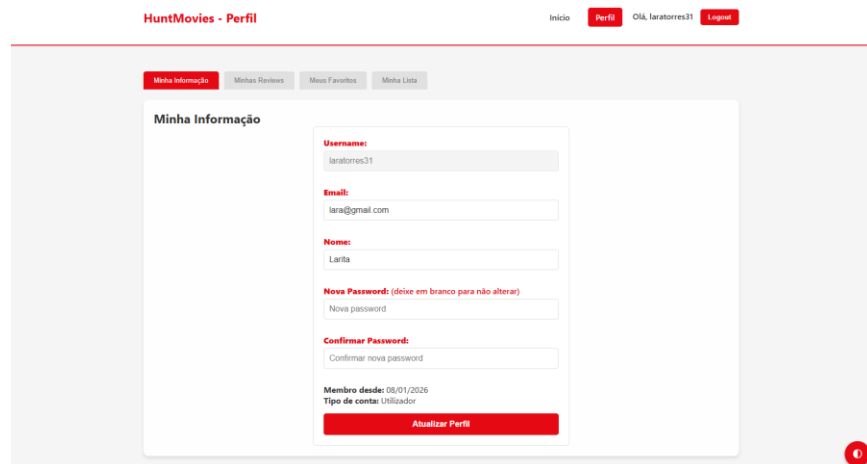 HuntMovies - Perfil
Início
Perfil
Olá, laratorres31
Logout
Minha Informação
Minhas Reviews
Meus Favoritos
Minha Lista
Minha Informação
Username:
laratorres31
Email:
lara@gmail.com
Nome:
Larita
Nova Password: (deixe em branco para não alterar)
Nova password
Confirmar Password:
Confirmar nova password
Membro desde: 08/01/2026
Tipo de conta: Utilizador
Atualizar Perfil